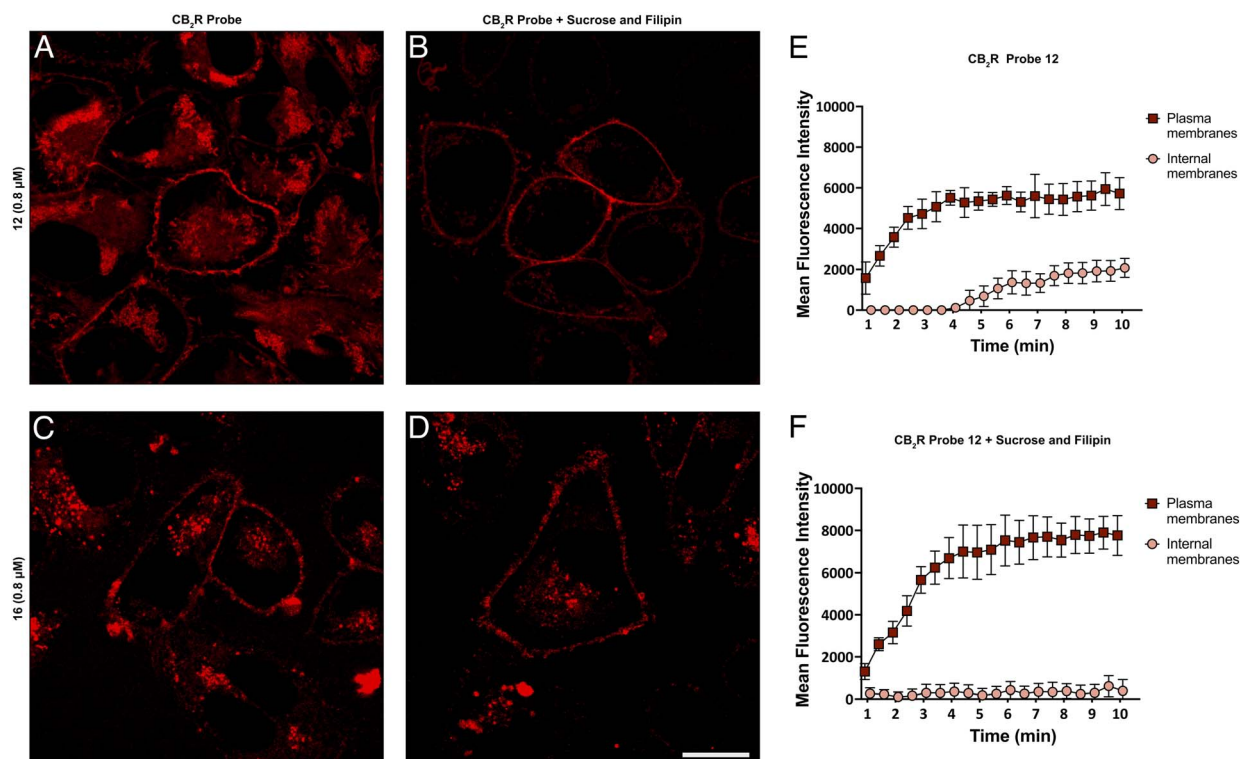 CB₂R Probe
CB₂R Probe + Sucrose and Filipin
A
B
12 (0.8 µM)
C
D
16 (0.8 µM)
E
CB₂R Probe 12
Mean Fluorescence Intensity
10000
8000
6000
4000
2000
0
1 2 3 4 5 6 7 8 9 10
Time (min)
Plasma
membranes
Internal
membranes
F
CB₂R Probe 12 + Sucrose and Filipin
Mean Fluorescence Intensity
10000
8000
6000
4000
2000
0
1 2 3 4 5 6 7 8 9 10
Time (min)
Plasma
membranes
Internal
membranes